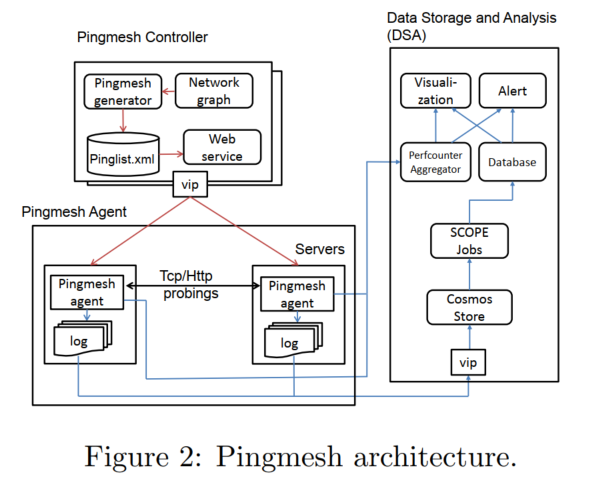 Pingmesh Controller
Pingmesh
generator
Network
graph
Pinglist.xml
Web
service
vip
Data Storage and Analysis
(DSA)
Visuali-
zation
Alert
Perfcounter
Aggregator
Database
SCOPE
Jobs
Cosmos
Store
vip
Pingmesh Agent
Servers
Pingmesh
agent
log
Tcp/Http
probings
Pingmesh
agent
log
Figure 2: Pingmesh architecture.